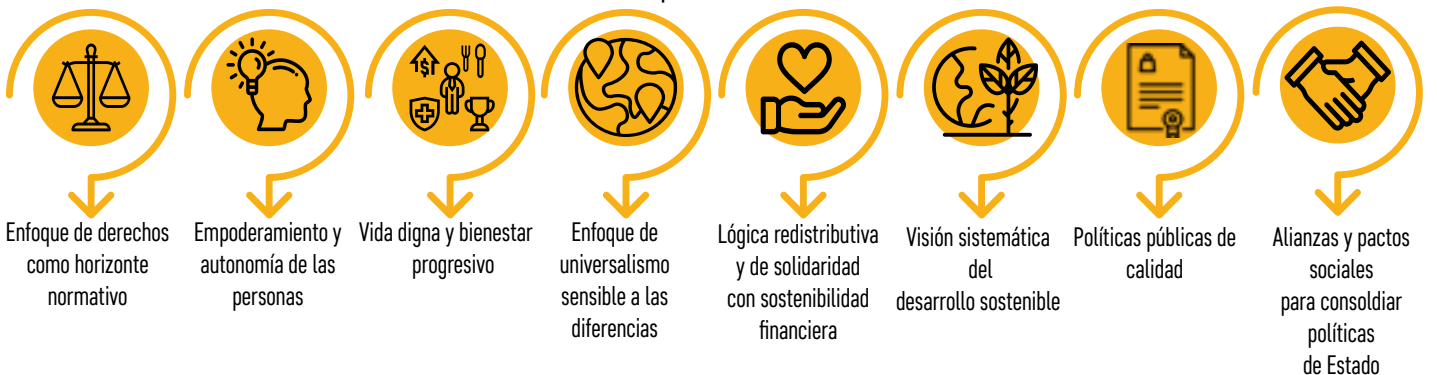 Enfoque de derechos
como horizonte
normativo
Empoderamiento y
autonomía de las
personas
Vida digna y bienestar
progresivo
Enfoque de
universalismo
sensible a las
diferencias
Lógica redistributiva
y de solidaridad
con sostenibilidad
financiera
Visión sistemática
del
desarrollo sostenible
Políticas públicas de
calidad
Alianzas y pactos
sociales
para consoldiar
políticas
de Estado